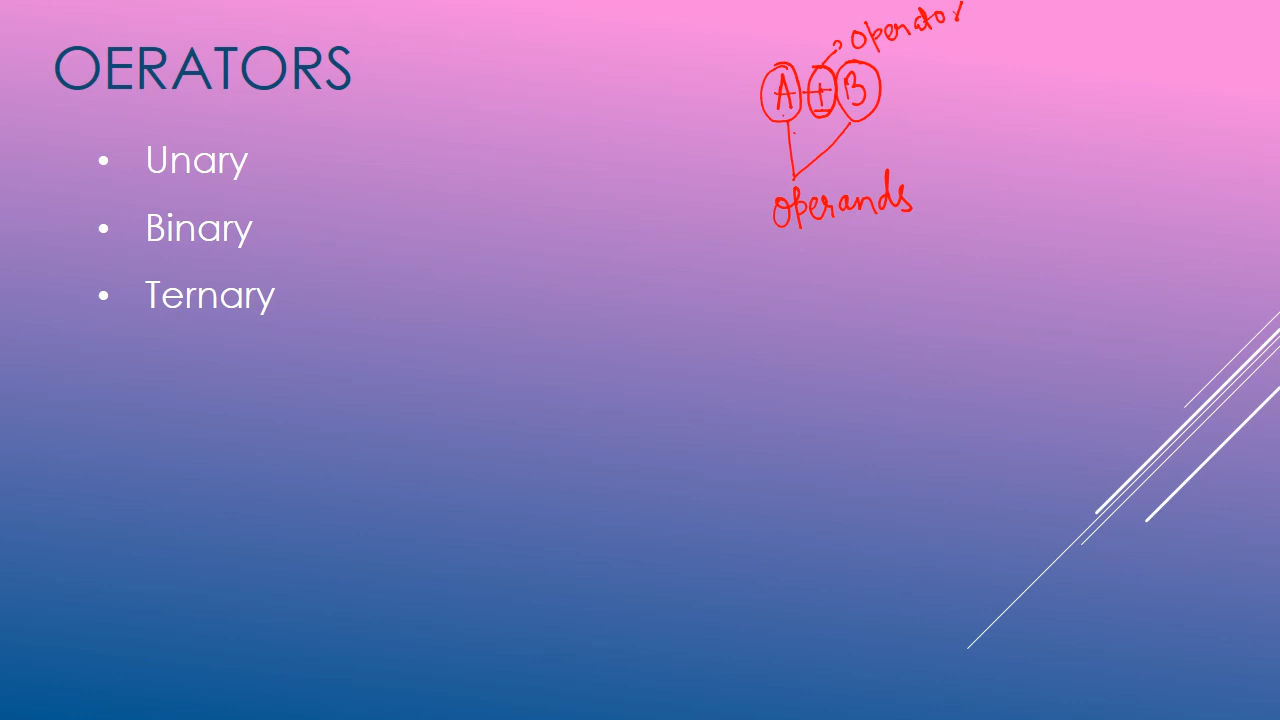 OERATORS
• Unary
• Binary
• Ternary
operator
A + B
operands